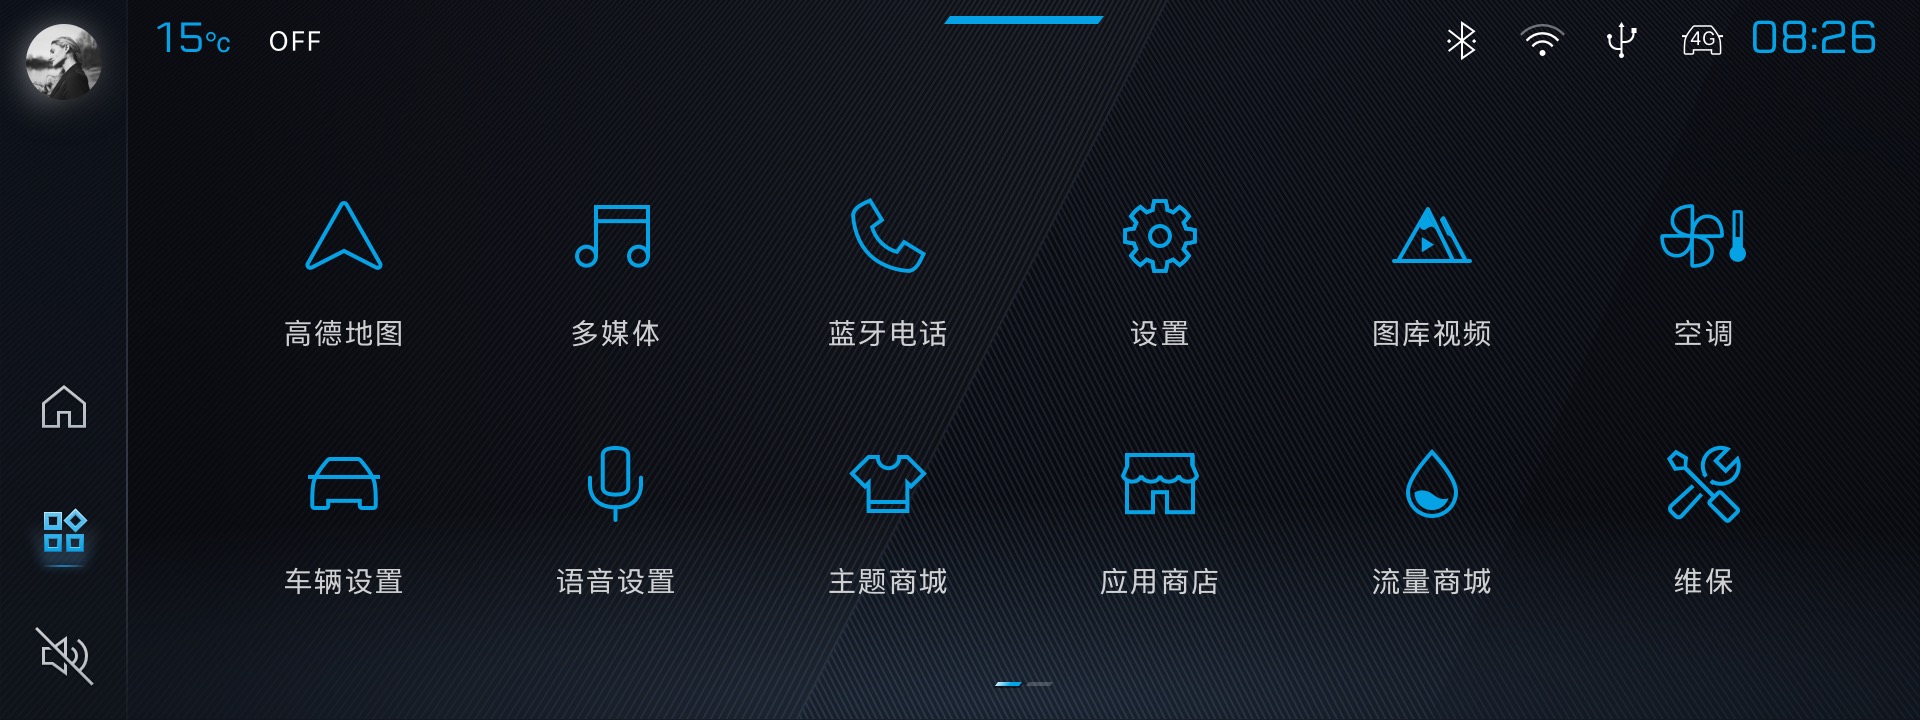 15°C OFF 4G 08:26
高德地图 多媒体 蓝牙电话 设置 图库视频 空调
车辆设置 语音设置 主题商城 应用商店 流量商城 维保